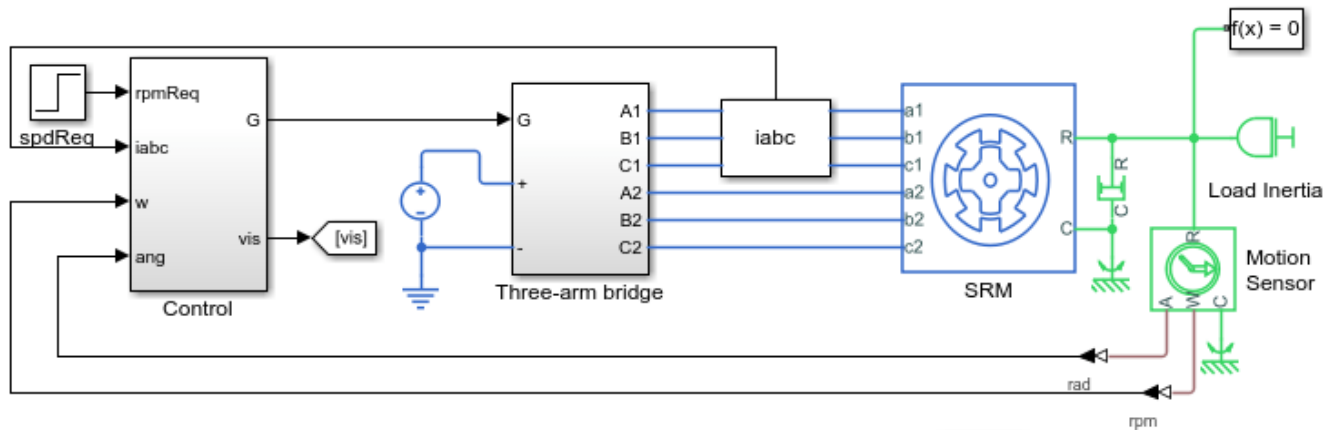 f(x) = 0
spdReq
rpmReq
iabc
w
ang
G
vis
Control
[vis]
+
-
G
+
-
A1
B1
C1
A2
B2
C2
Three-arm bridge
iabc
a1
b1
c1
a2
b2
c2
R
C
SRM
R
C
Load Inertia
R
A
W
C
Motion
Sensor
rad
rpm